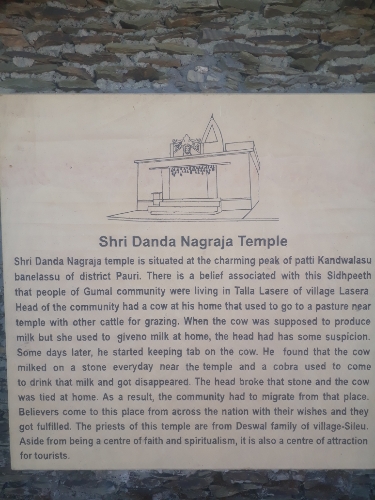 Shri Danda Nagraja Temple
Shri Danda Nagraja temple is situated at the charming peak of patti Kandwalasu
banelassu of district Pauri. There is a belief associated with this Sidhpeeth
that people of Gumal community were living in Talla Lasere of village Lasera
Head of the community had a cow at his home that used to go to a pasture near
temple with other cattle for grazing. When the cow was supposed to produce
milk but she used to giveno milk at home, the head had has some suspicion.
Some days later, he started keeping tab on the cow. He found that the cow
milked on a stone everyday near the temple and a cobra used to come
to drink that milk and got disappeared. The head broke that stone and the cow
was tied at home. As a result, the community had to migrate from that place.
Believers come to this place from across the nation with their wishes and they
got fulfilled. The priests of this temple are from Deswal family of village-Sileu.
Aside from being a centre of faith and spiritualism, it is also a centre of attraction
for tourists.